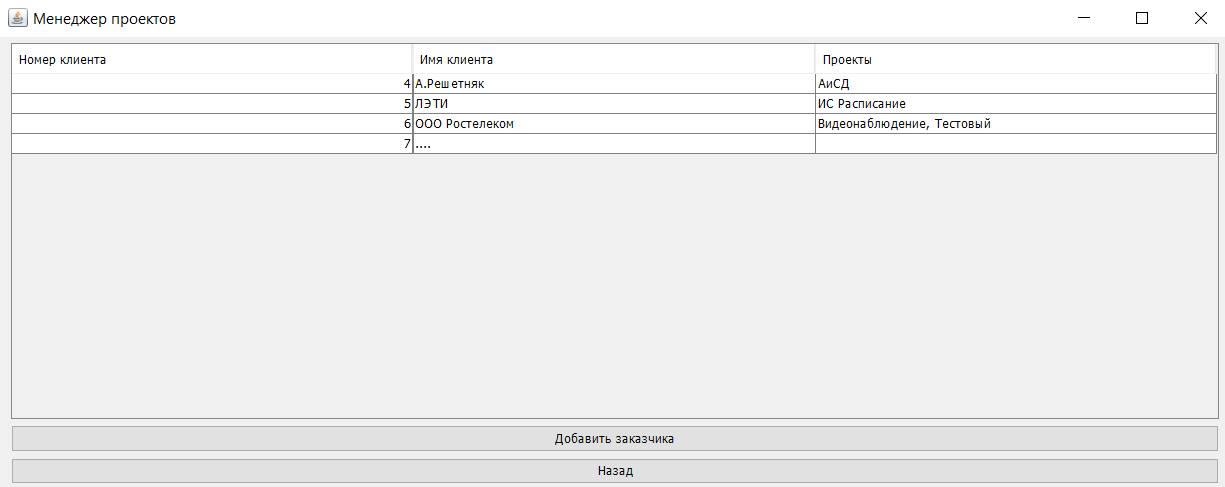 Менеджер проектов
Номер клиента Имя клиента Проекты
4 А.Решетняк АиСД
5 ЛЭТИ ИС Расписание
6 ООО Ростелеком Видеонаблюдение, Тестовый
7 ....
Добавить заказчика
Назад